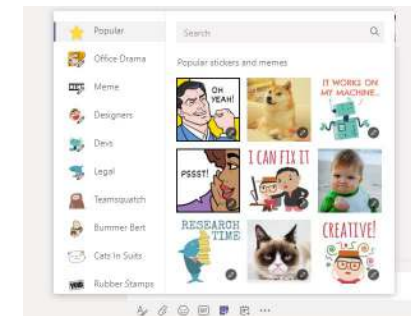 Popular
Office Drama
Meme
Designers
Devs
Legal
Teamsquatch
Bummer Bert
Cats In Suits
Rubber Stamps
Search
Popular stickers and memes
OH
YEAH!
IT WORKS ON
MY MACHINE...
PSSST!
I CAN FIX IT
RESEARCH
TIME
CREATIVE!